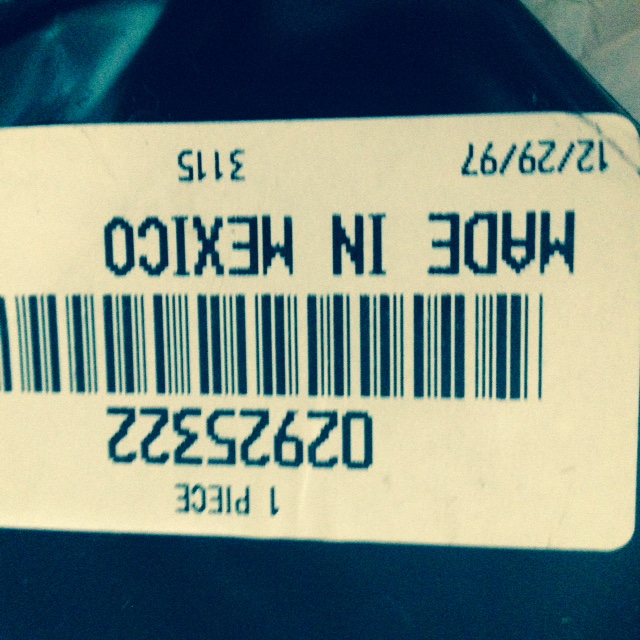 1 PIECE
02925322
MADE IN MEXICO
12/29/97 3115